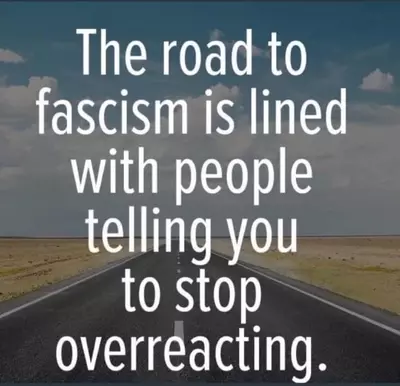 The road to
fascism is lined
with people
telling you
to stop
overreacting.